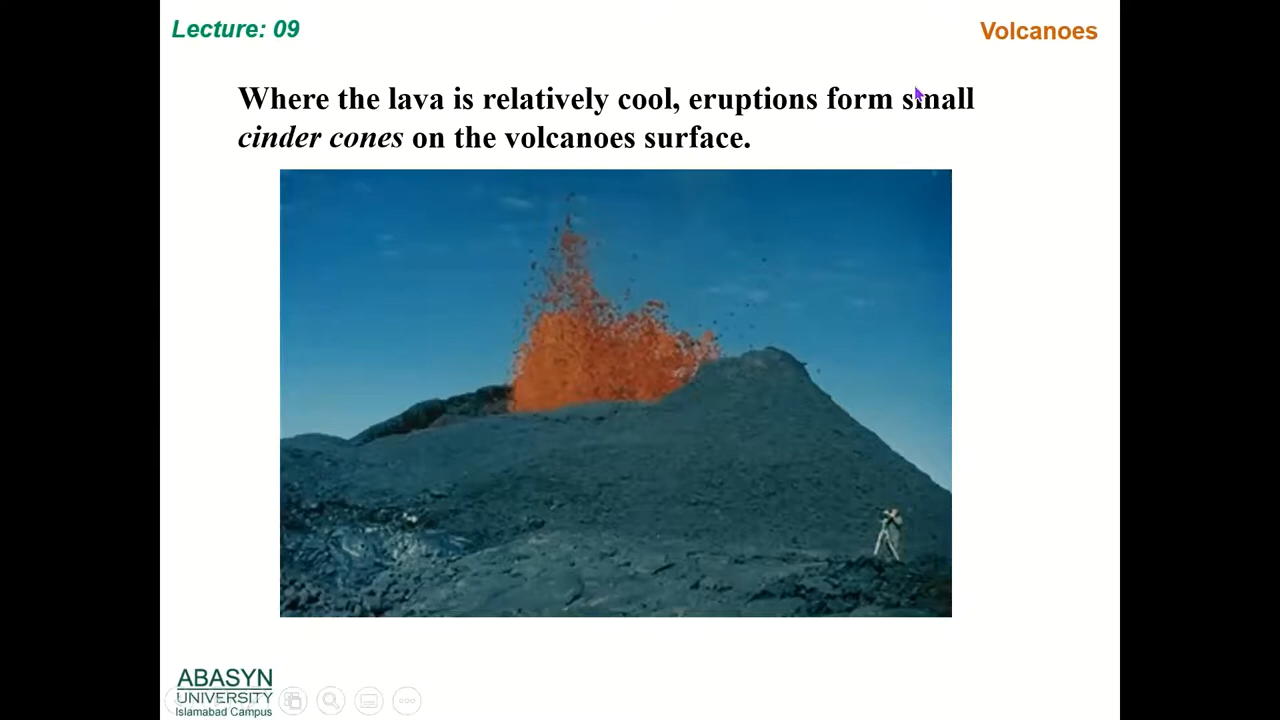 Lecture: 09
Volcanoes
Where the lava is relatively cool, eruptions form small
cinder cones on the volcanoes surface.
ABASYN
UNIVERSITY
Islamabad Campus